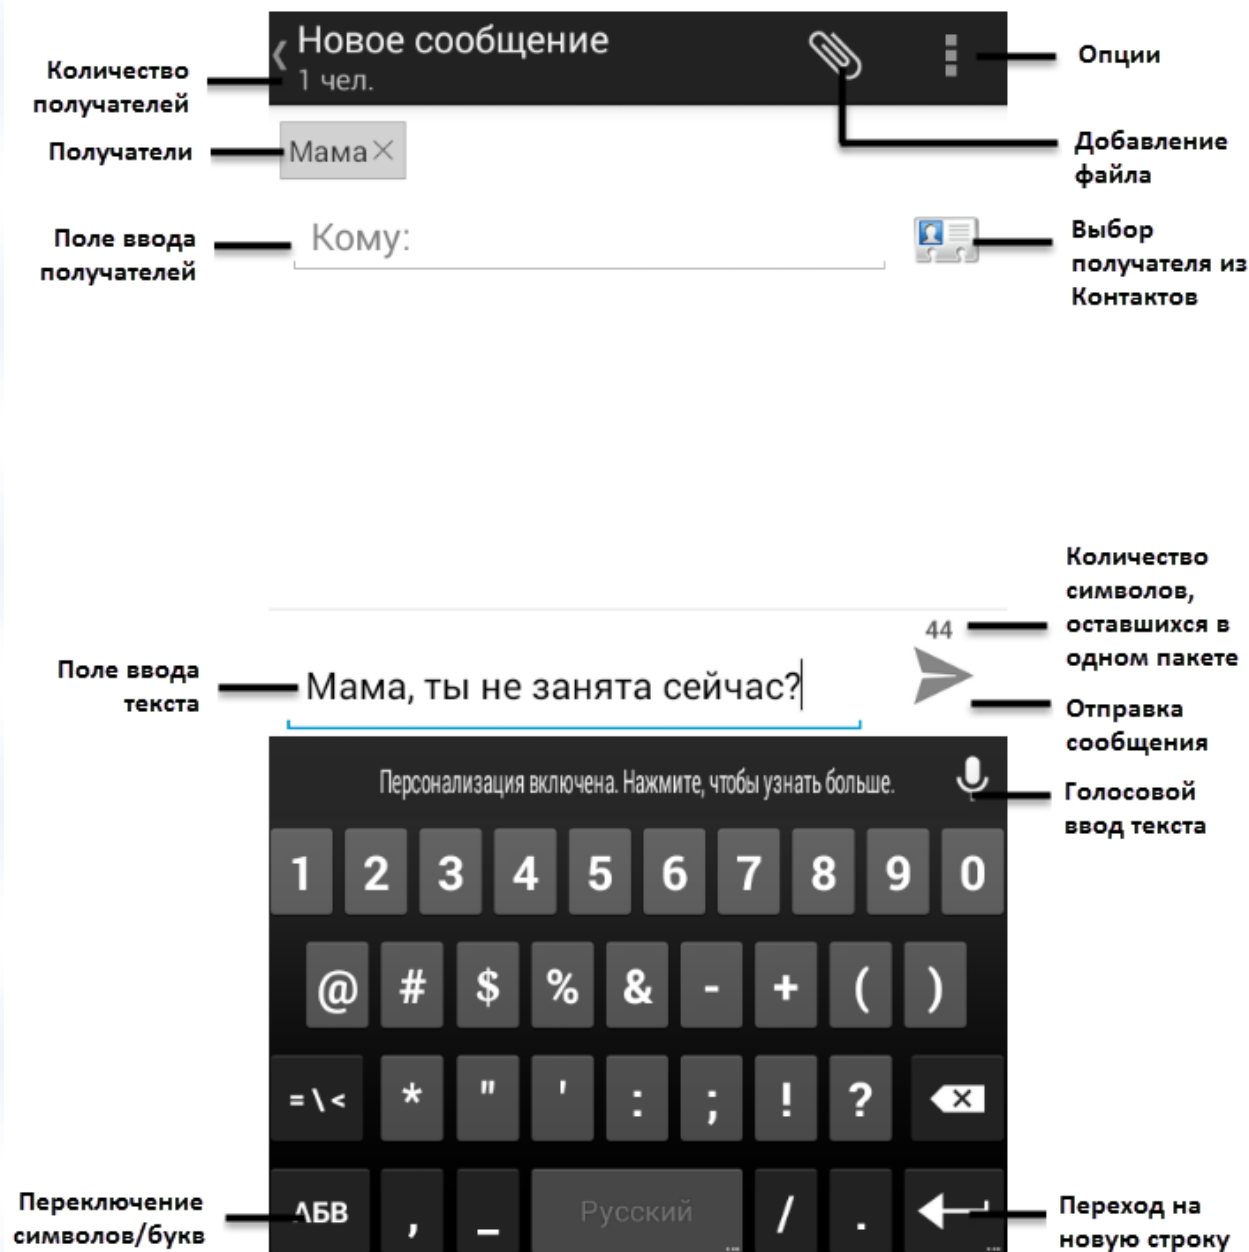 Новое сообщение
1 чел.
Количество
получателей
Опции
Получатели
Мама
Добавление
файла
Поле ввода
получателей
Кому:
Выбор
получателя из
Контактов
Количество
символов,
оставшихся в
одном пакете
44
Поле ввода
текста
Мама, ты не занята сейчас?
Отправка
сообщения
Персонализация включена. Нажмите, чтобы узнать больше.
Голосовой
ввод текста
1 2 3 4 5 6 7 8 9 0
@ # $ % & - + ( )
= \ < * " ' : ; ! ?
Переключение
символов/букв
АБВ , _ Русский / .
Переход на
новую строку